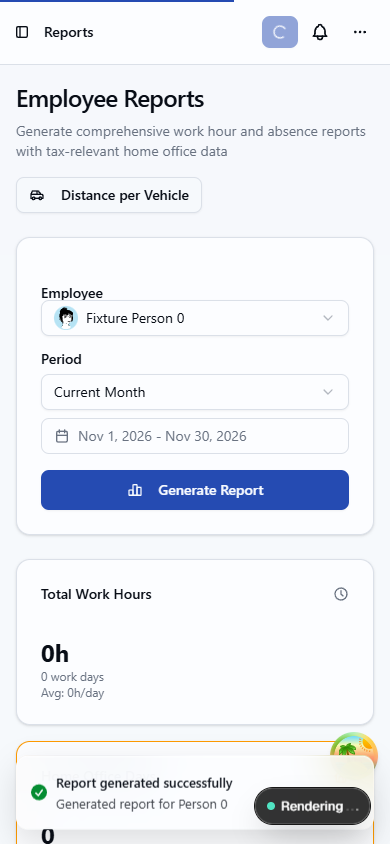 Reports
Employee Reports
Generate comprehensive work hour and absence reports
with tax-relevant home office data
Distance per Vehicle
Employee
Fixture Person 0
Period
Current Month
Nov 1, 2026 - Nov 30, 2026
Generate Report
Total Work Hours
0h
0 work days
Avg: 0h/day
Report generated successfully
Generated report for Person 0
Rendering ...
0